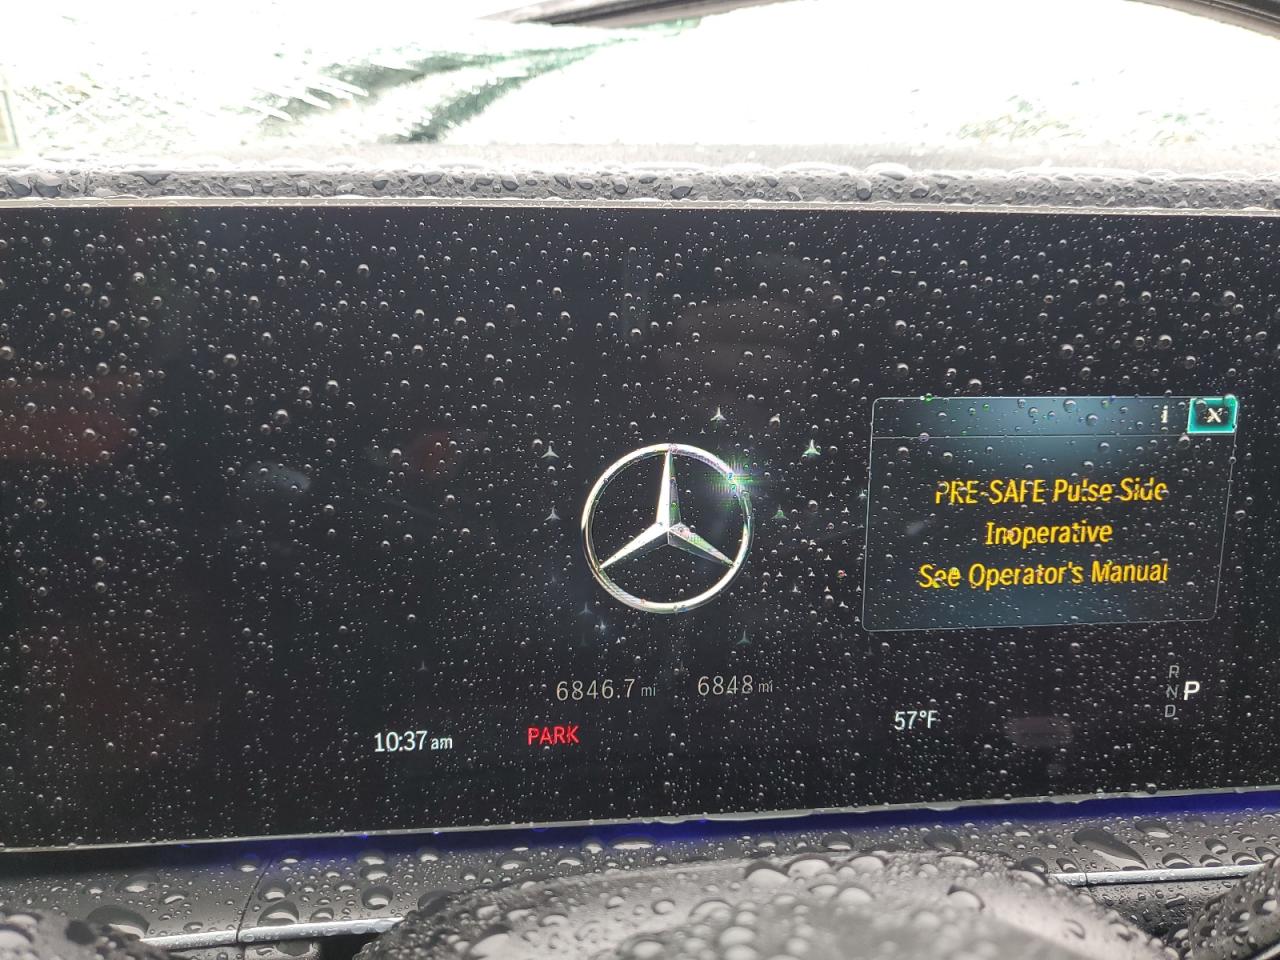 i X
PRE-SAFE Pulse Side
Inoperative
See Operator's Manual
6846.7 mi 6848 mi
R
N P
D
10:37 am PARK 57°F